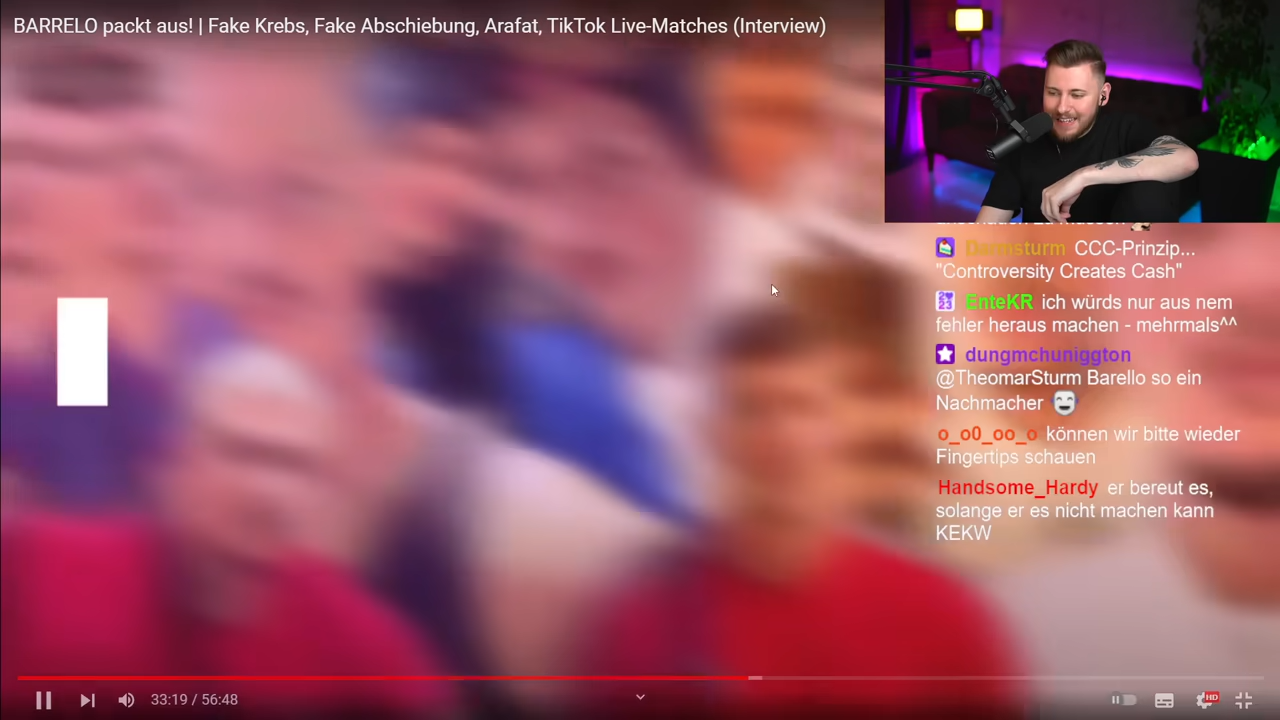 BARRELO packt aus! | Fake Krebs, Fake Abschiebung, Arafat, TikTok Live-Matches (Interview)
CCC-Prinzip...
"Controversity Creates Cash"
EnteKR ich würds nur aus nem
fehler heraus machen - mehrmals^^
dungmchuniggton
@TheomarSturm Barello so ein
Nachmacher
o_o0_oo_o können wir bitte wieder
Fingertips schauen
Handsome_Hardy er bereut es,
solange er es nicht machen kann
KEKW
33:19 / 56:48
HD